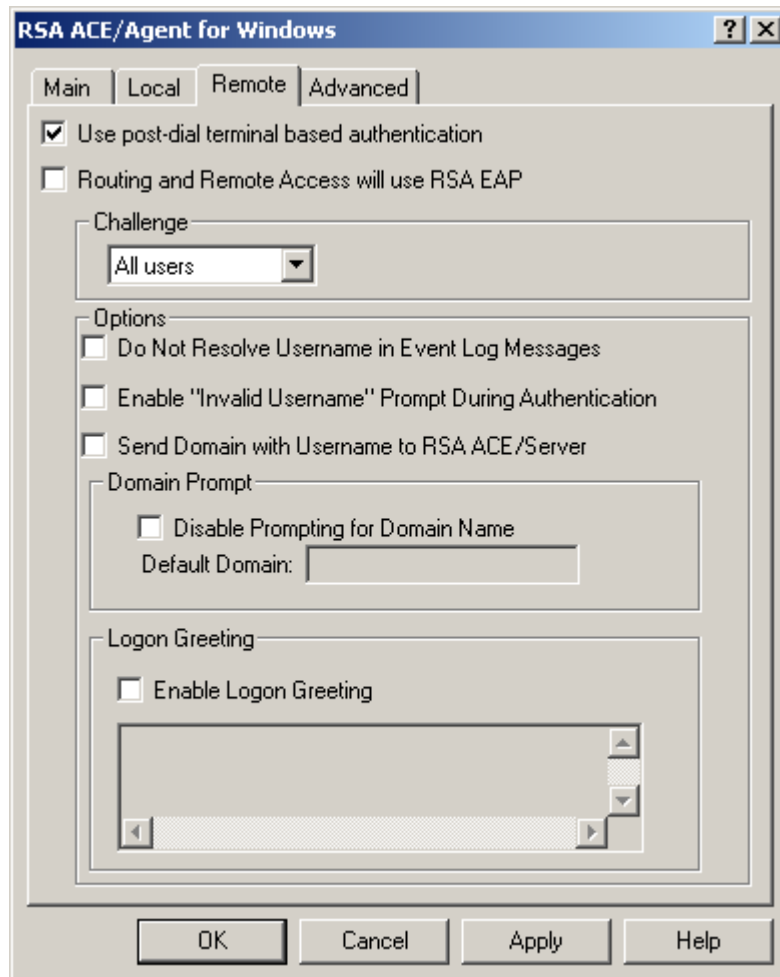 RSA ACE/Agent for Windows
Main Local Remote Advanced
Use post-dial terminal based authentication
Routing and Remote Access will use RSA EAP
Challenge
All users
Options
Do Not Resolve Username in Event Log Messages
Enable "Invalid Username" Prompt During Authentication
Send Domain with Username to RSA ACE/Server
Domain Prompt
Disable Prompting for Domain Name
Default Domain:
Logon Greeting
Enable Logon Greeting
OK Cancel Apply Help